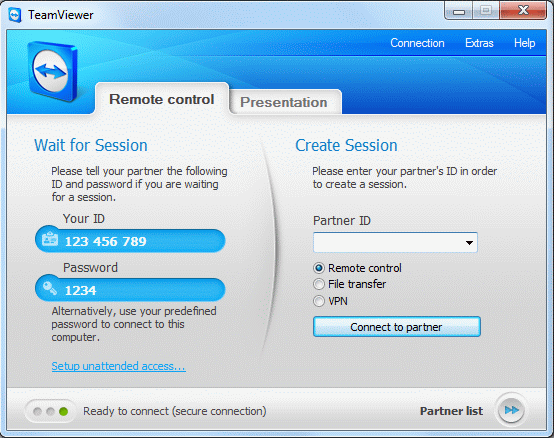 TeamViewer
Connection Extras Help
Remote control Presentation
Wait for Session
Please tell your partner the following
ID and password if you are waiting
for a session.
Your ID
123 456 789
Password
1234
Alternatively, use your predefined
password to connect to this
computer.
Setup unattended access...
Create Session
Please enter your partner's ID in order
to create a session.
Partner ID
Remote control
File transfer
VPN
Connect to partner
Ready to connect (secure connection)
Partner list